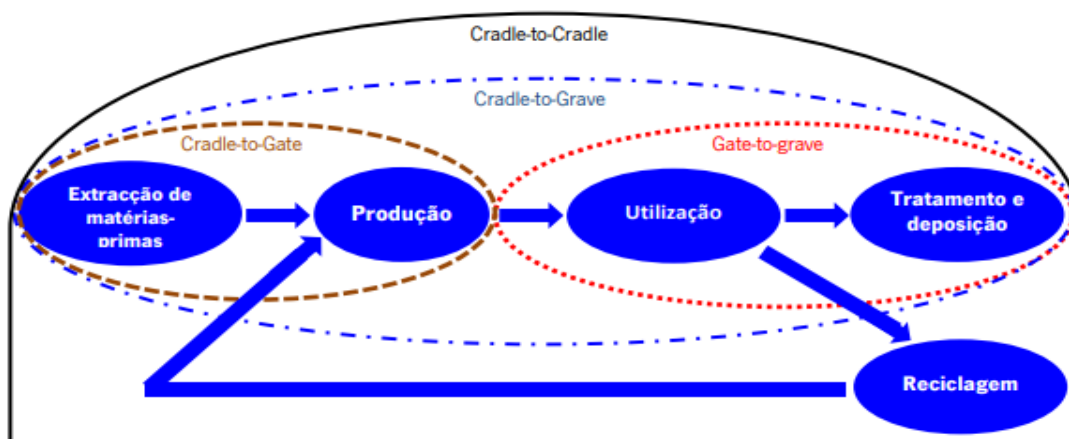 Cradle-to-Cradle
Cradle-to-Grave
Cradle-to-Gate
Gate-to-grave
Extracção de
matérias-
primas
Produção
Utilização
Tratamento e
deposição
Reciclagem